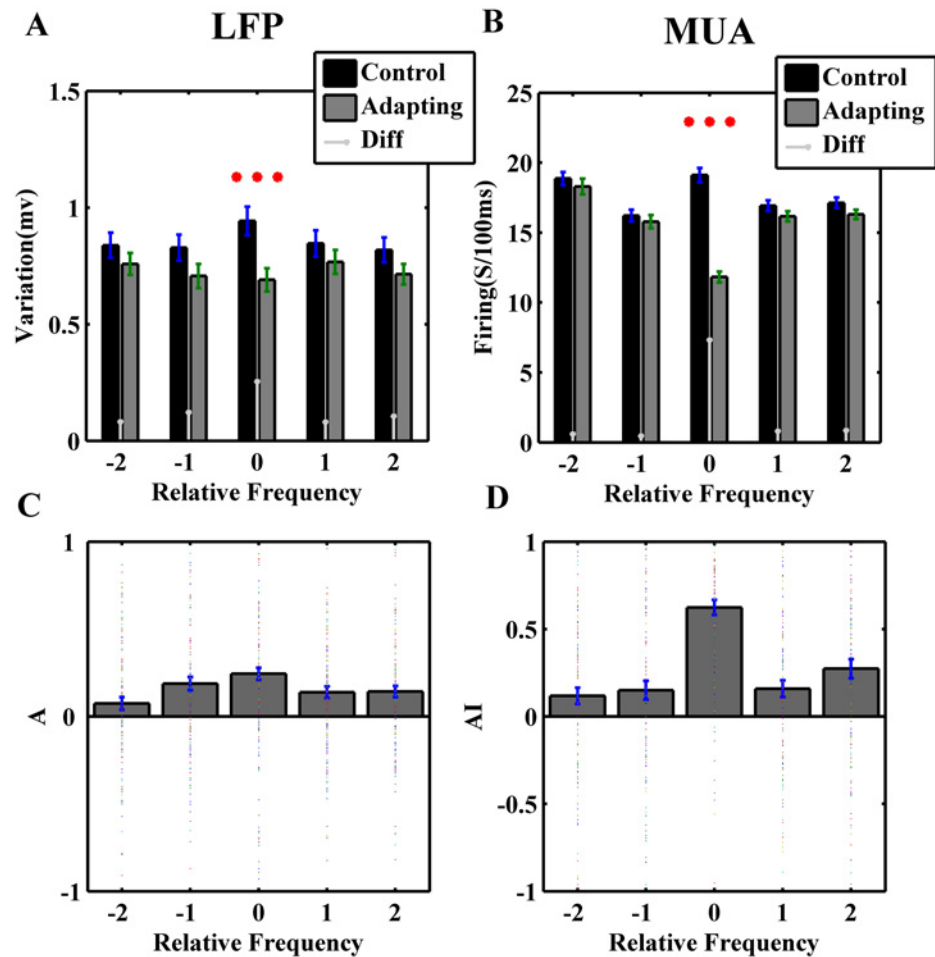 A
LFP
Control
Adapting
Diff
1.5
1
0.5
0
Variation(mv)
-2 -1 0 1 2
Relative Frequency
B
MUA
Control
Adapting
Diff
25
20
15
10
5
0
Firing(S/100ms)
-2 -1 0 1 2
Relative Frequency
C
1
0
-1
A
-2 -1 0 1 2
Relative Frequency
D
1
0.5
0
-0.5
-1
AI
-2 -1 0 1 2
Relative Frequency